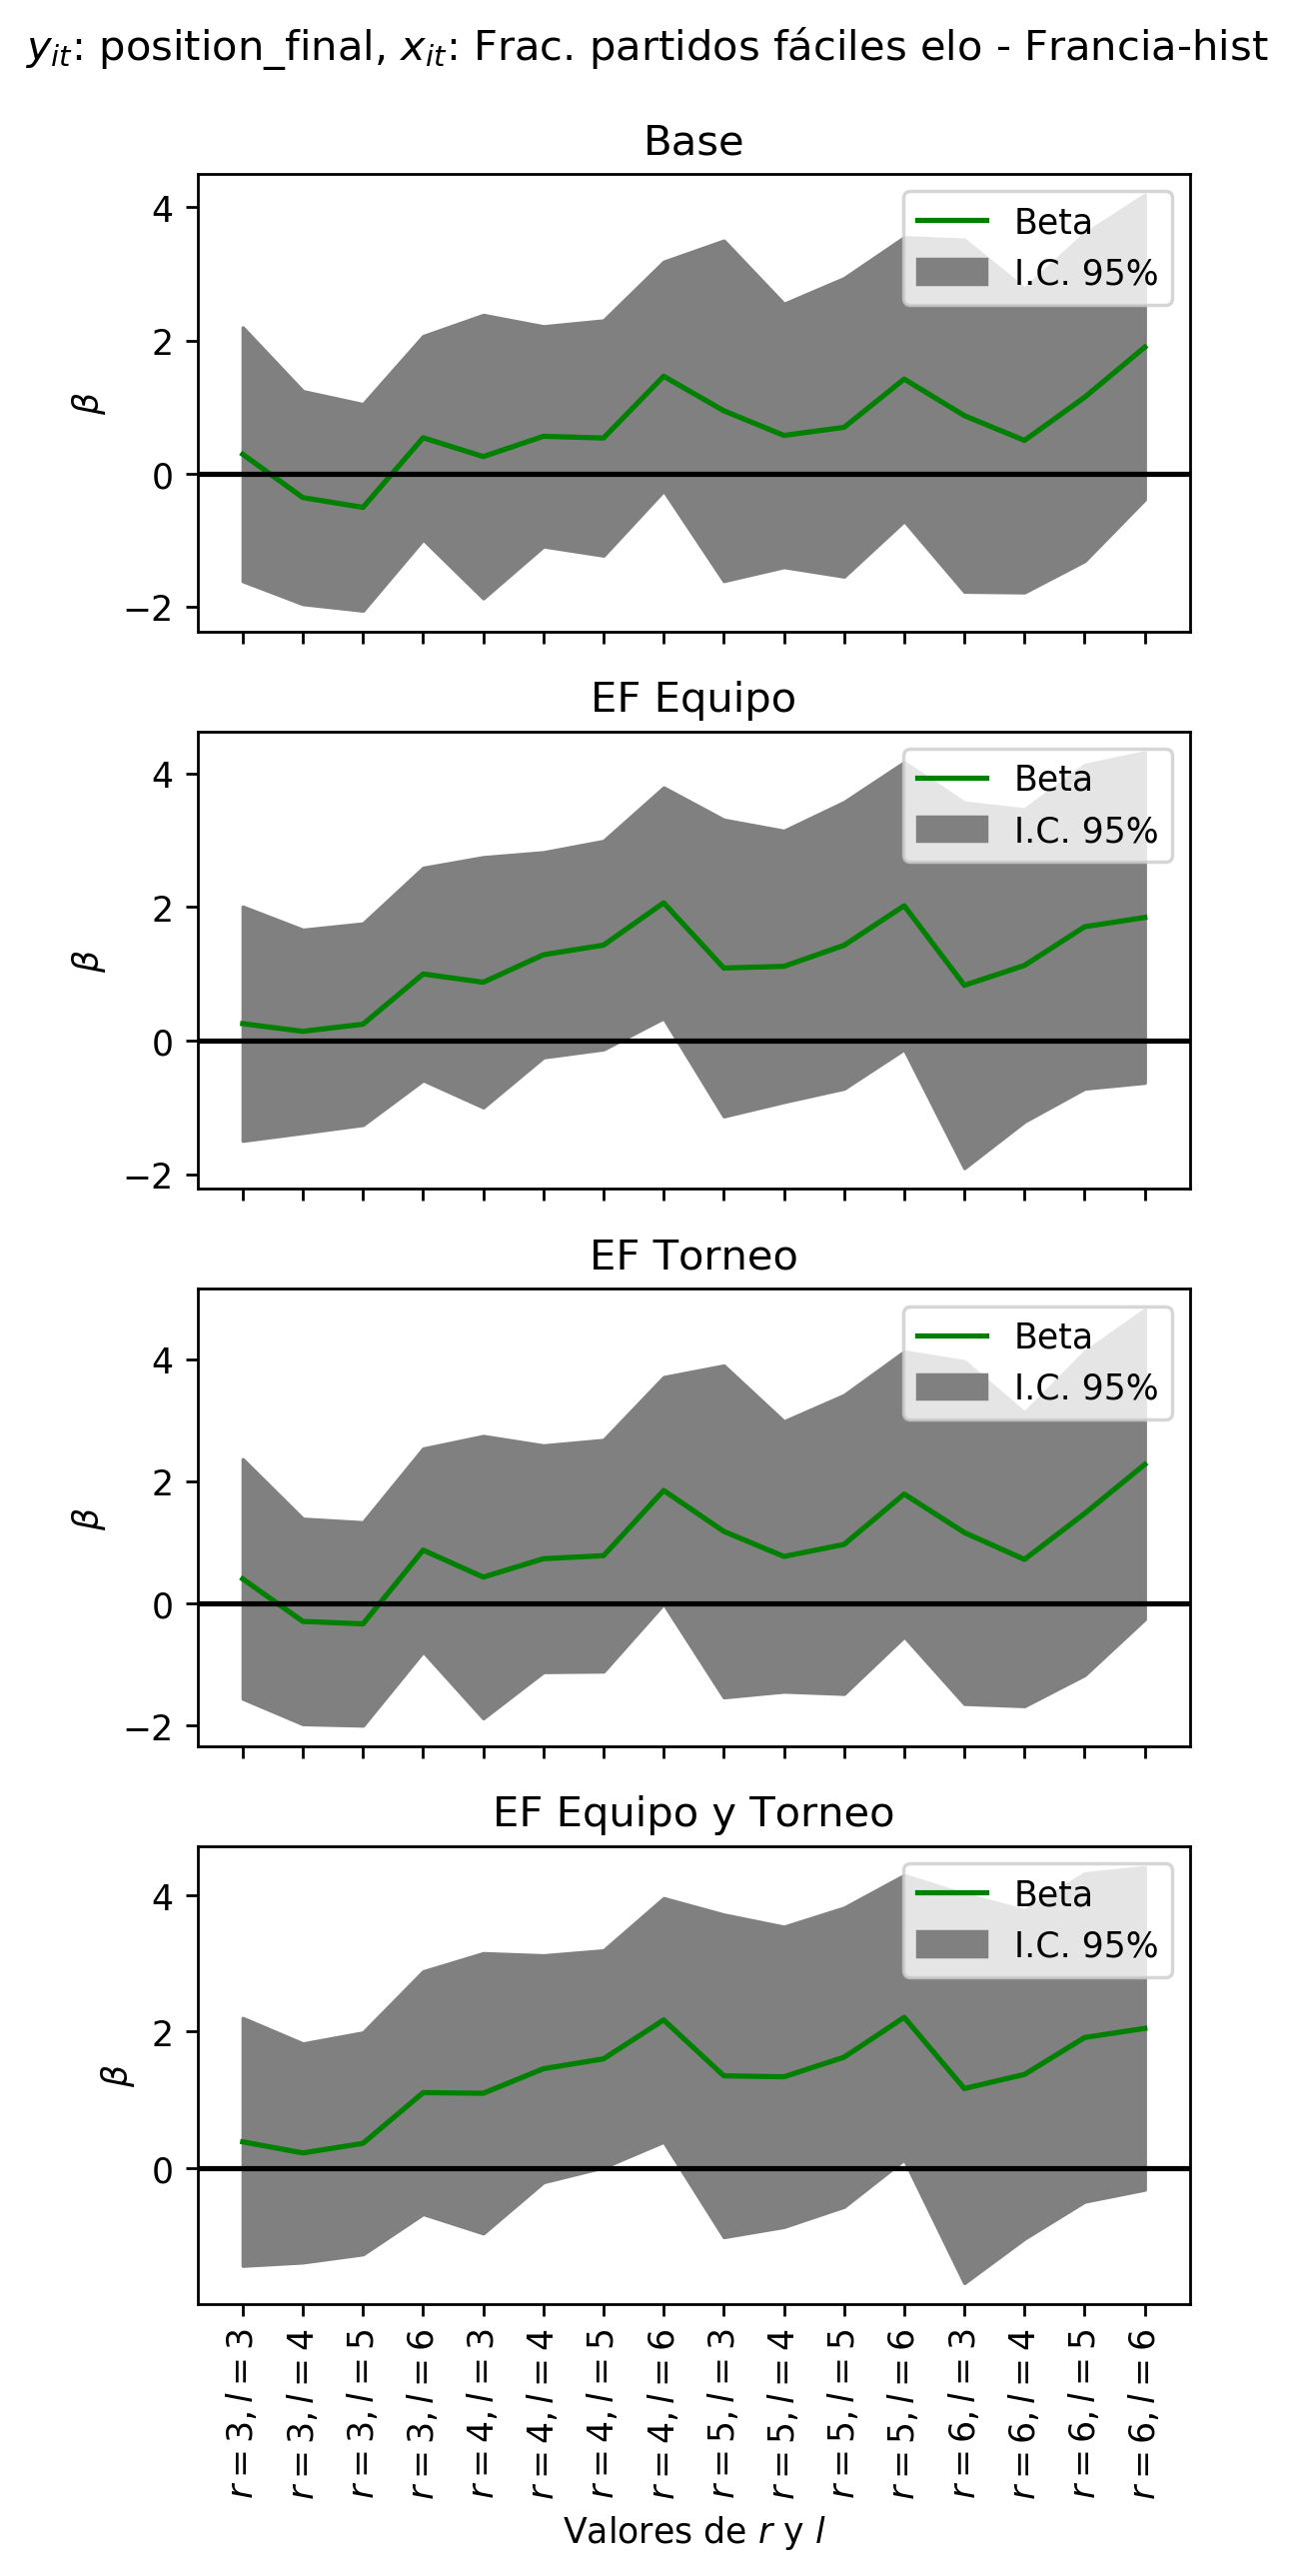 y_it: position_final, x_it: Frac. partidos fáciles elo - Francia-hist
Base
4
2
0
−2
β
Beta
I.C. 95%
EF Equipo
4
2
0
−2
β
Beta
I.C. 95%
EF Torneo
4
2
0
−2
β
Beta
I.C. 95%
EF Equipo y Torneo
4
2
0
β
Beta
I.C. 95%
r = 3, l = 3
r = 3, l = 4
r = 3, l = 5
r = 3, l = 6
r = 4, l = 3
r = 4, l = 4
r = 4, l = 5
r = 4, l = 6
r = 5, l = 3
r = 5, l = 4
r = 5, l = 5
r = 5, l = 6
r = 6, l = 3
r = 6, l = 4
r = 6, l = 5
r = 6, l = 6
Valores de r y l